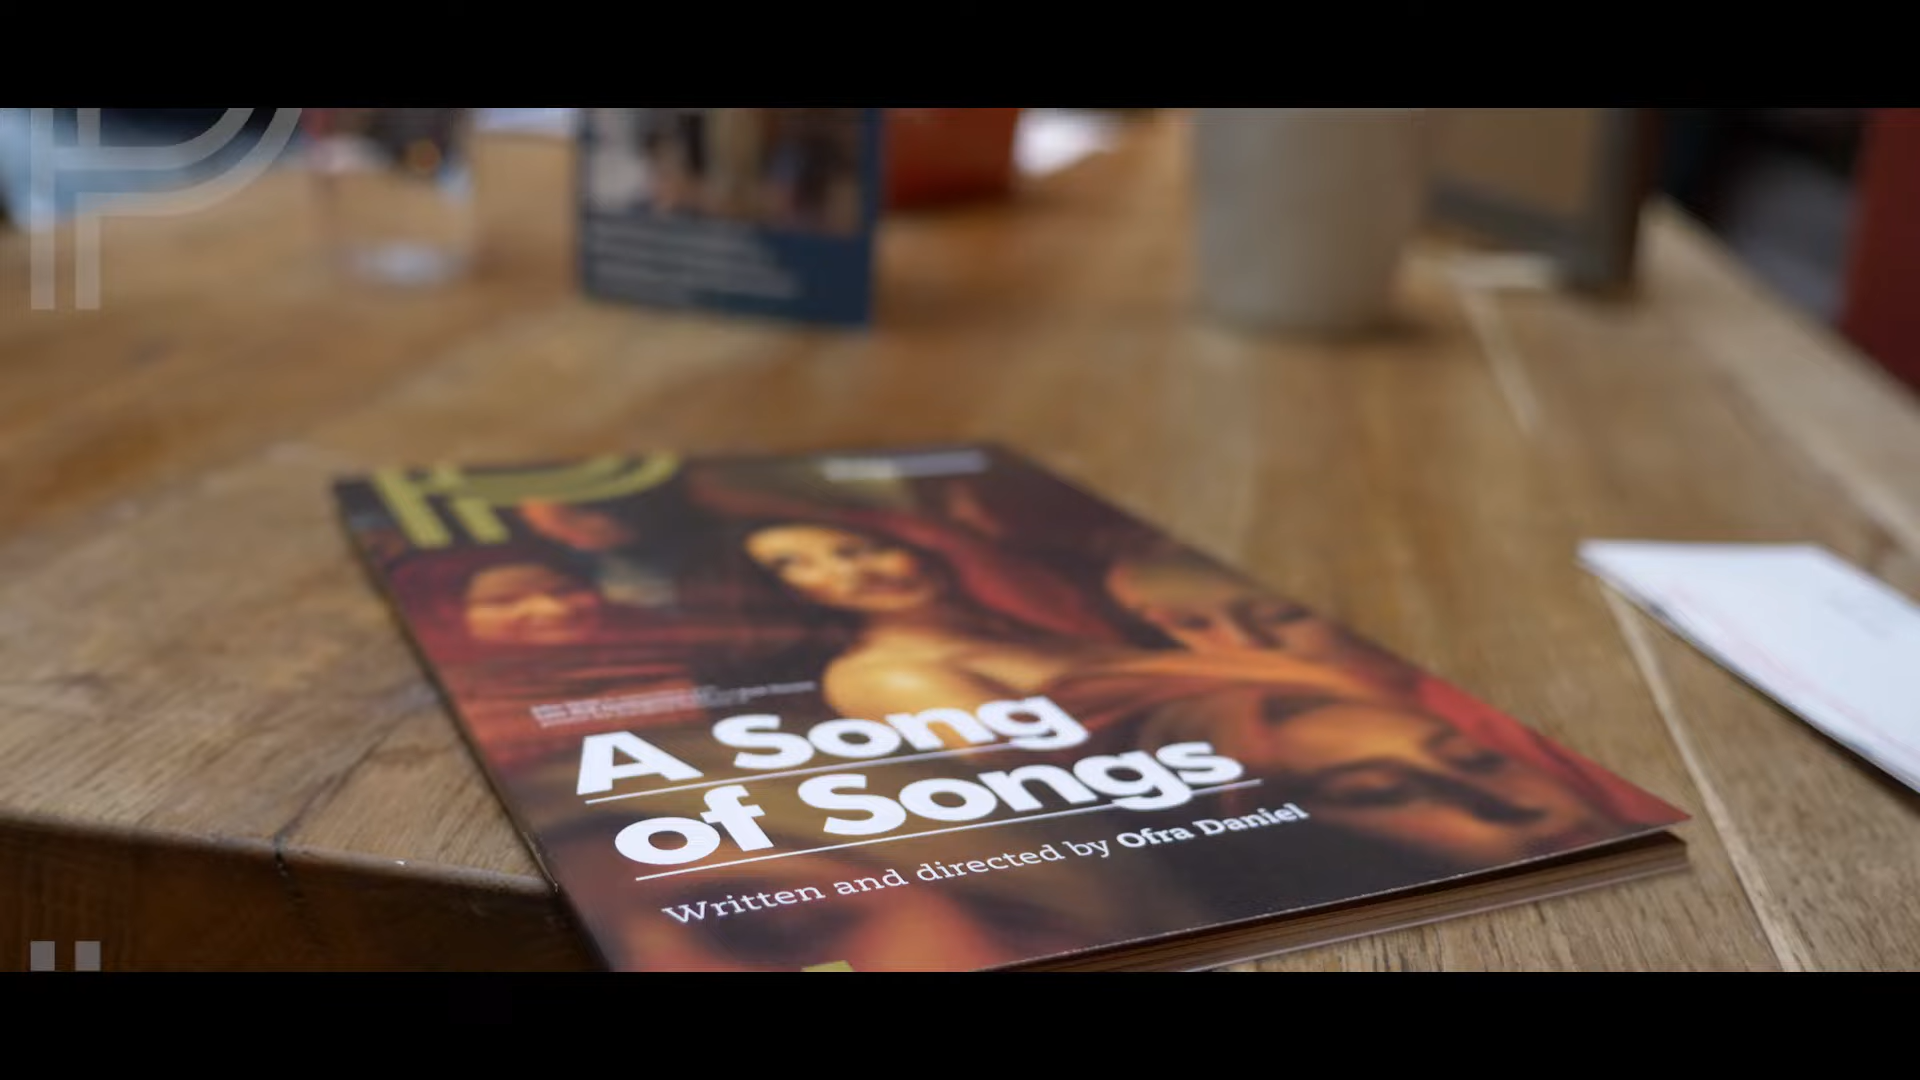 A Song
of Songs
Written and directed by Ofra Daniel